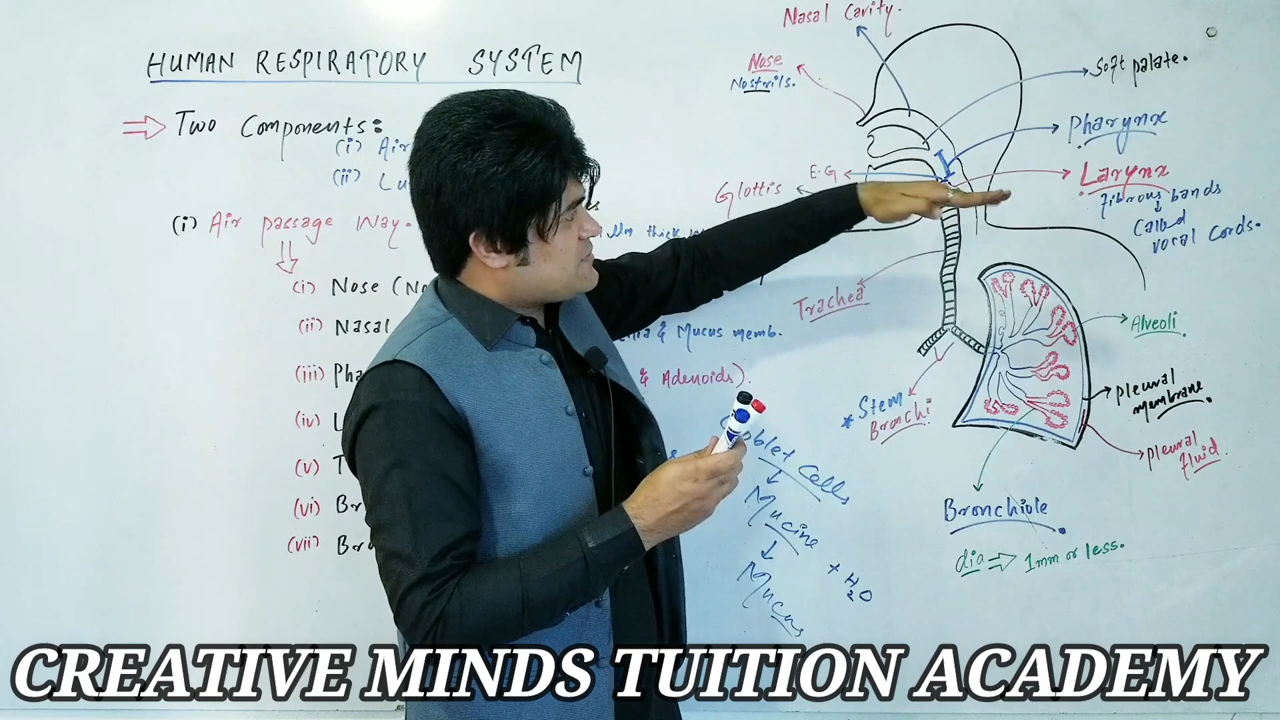 HUMAN RESPIRATORY SYSTEM
Two Components:
(i) Air
(ii) Lu
(i) Air passage Way.
(i) Nose (No
(ii) Nasal
(iii) Pha
(iv) L
(v) T
(vi) Br
(vii) Bro
thick
& Mucus memb.
& Adenoids).
Goblet Cells
Mucine
+ H2O
Mucus
Nasal Cavity.
Nose
Nostrils.
Soft palate.
Pharynx
E.G
Glottis
Larynx
fibrous bands
Called
vocal Cords.
Trachea
Alveoli
* Stem
Bronchi
pleural
membrane.
pleural
fluid.
Bronchiole
dia ⇒ 1mm or less.
CREATIVE MINDS TUITION ACADEMY